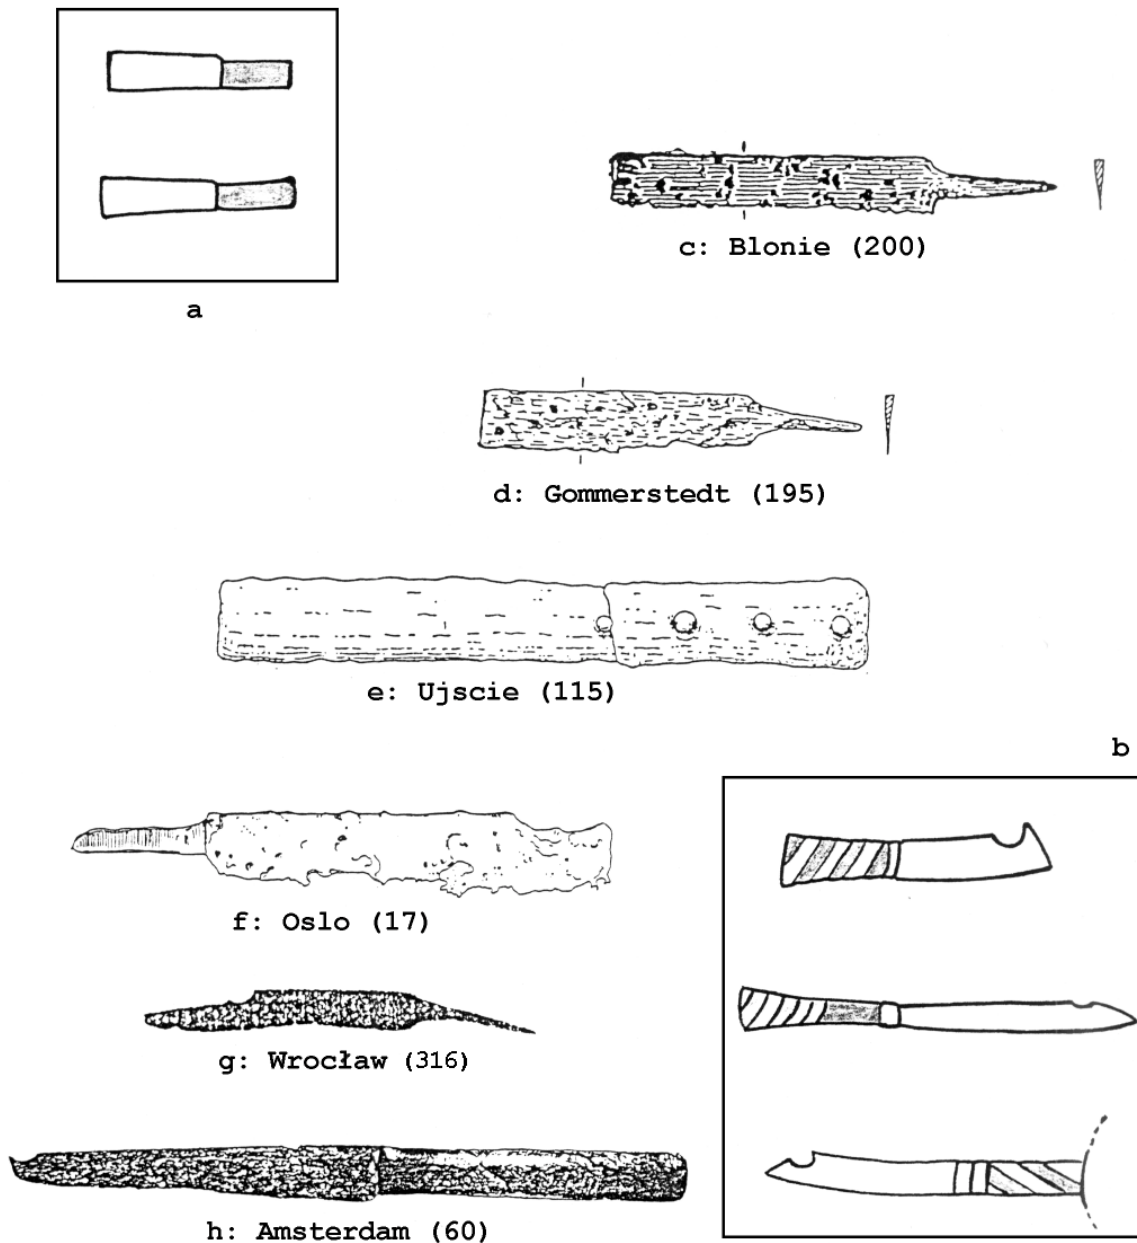 a
c: Blonie (200)
d: Gommerstedt (195)
e: Ujscie (115)
b
f: Oslo (17)
g: Wrocław (316)
h: Amsterdam (60)